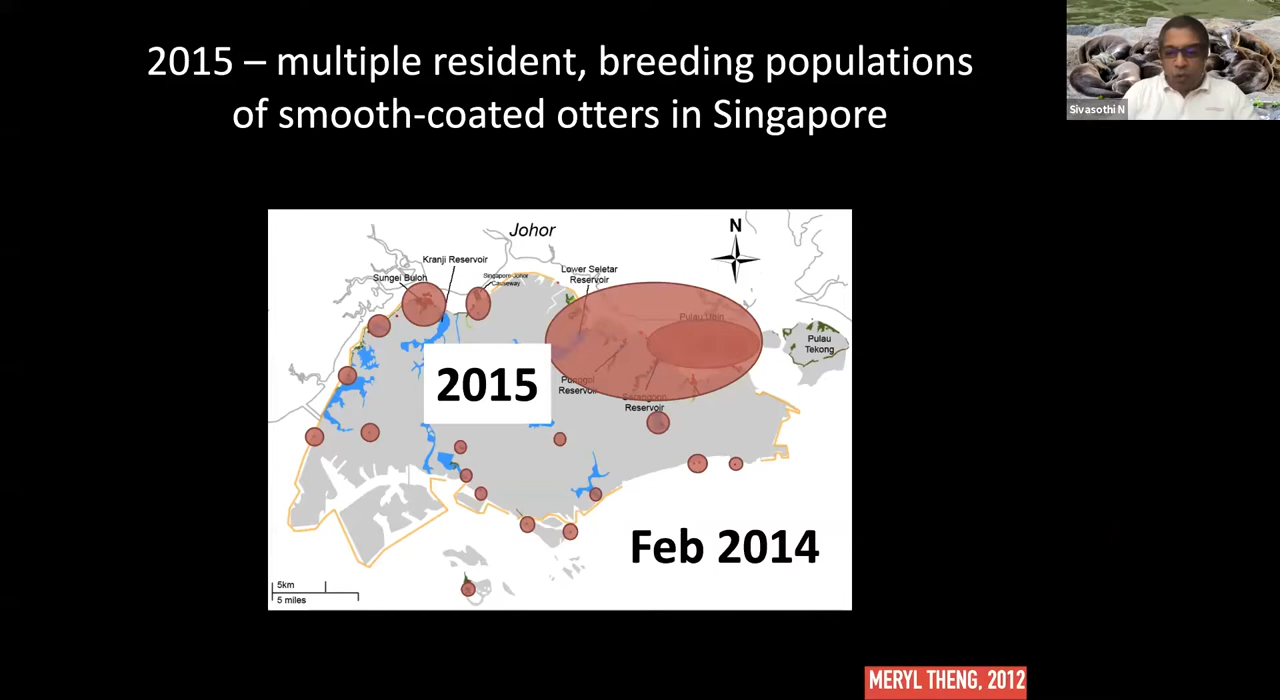 2015 – multiple resident, breeding populations
of smooth-coated otters in Singapore
Sivasothi N
Johor
N
Kranji Reservoir
Sungei Buloh
Singapore-Johor
Causeway
Lower Seletar
Reservoir
Pulau Ubin
Pulau
Tekong
2015
Punggol
Reservoir
Serangoon
Reservoir
Feb 2014
5km
5 miles
MERYL THENG, 2012